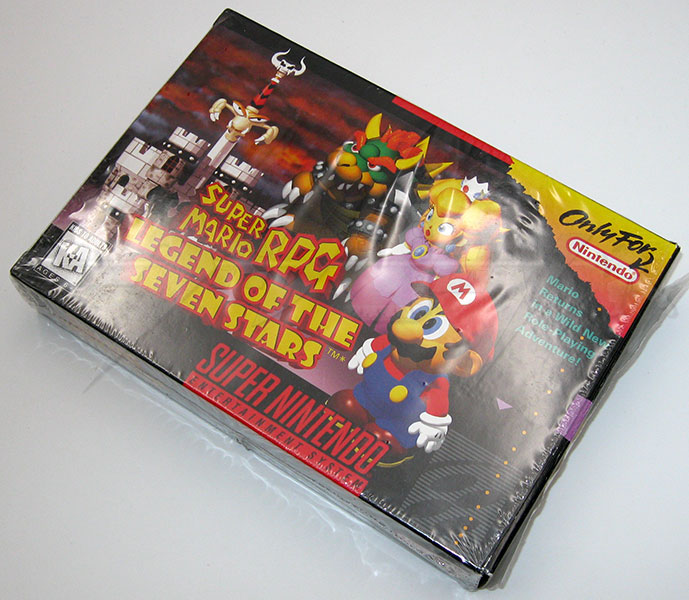 Only For
Nintendo
Mario
Returns
in a Wild New
Role-Playing
Adventure!
SUPER
MARIO
RPG
LEGEND OF THE
SEVEN STARS
TM*
K-A
M
SUPER NINTENDO
ENTERTAINMENT SYSTEM